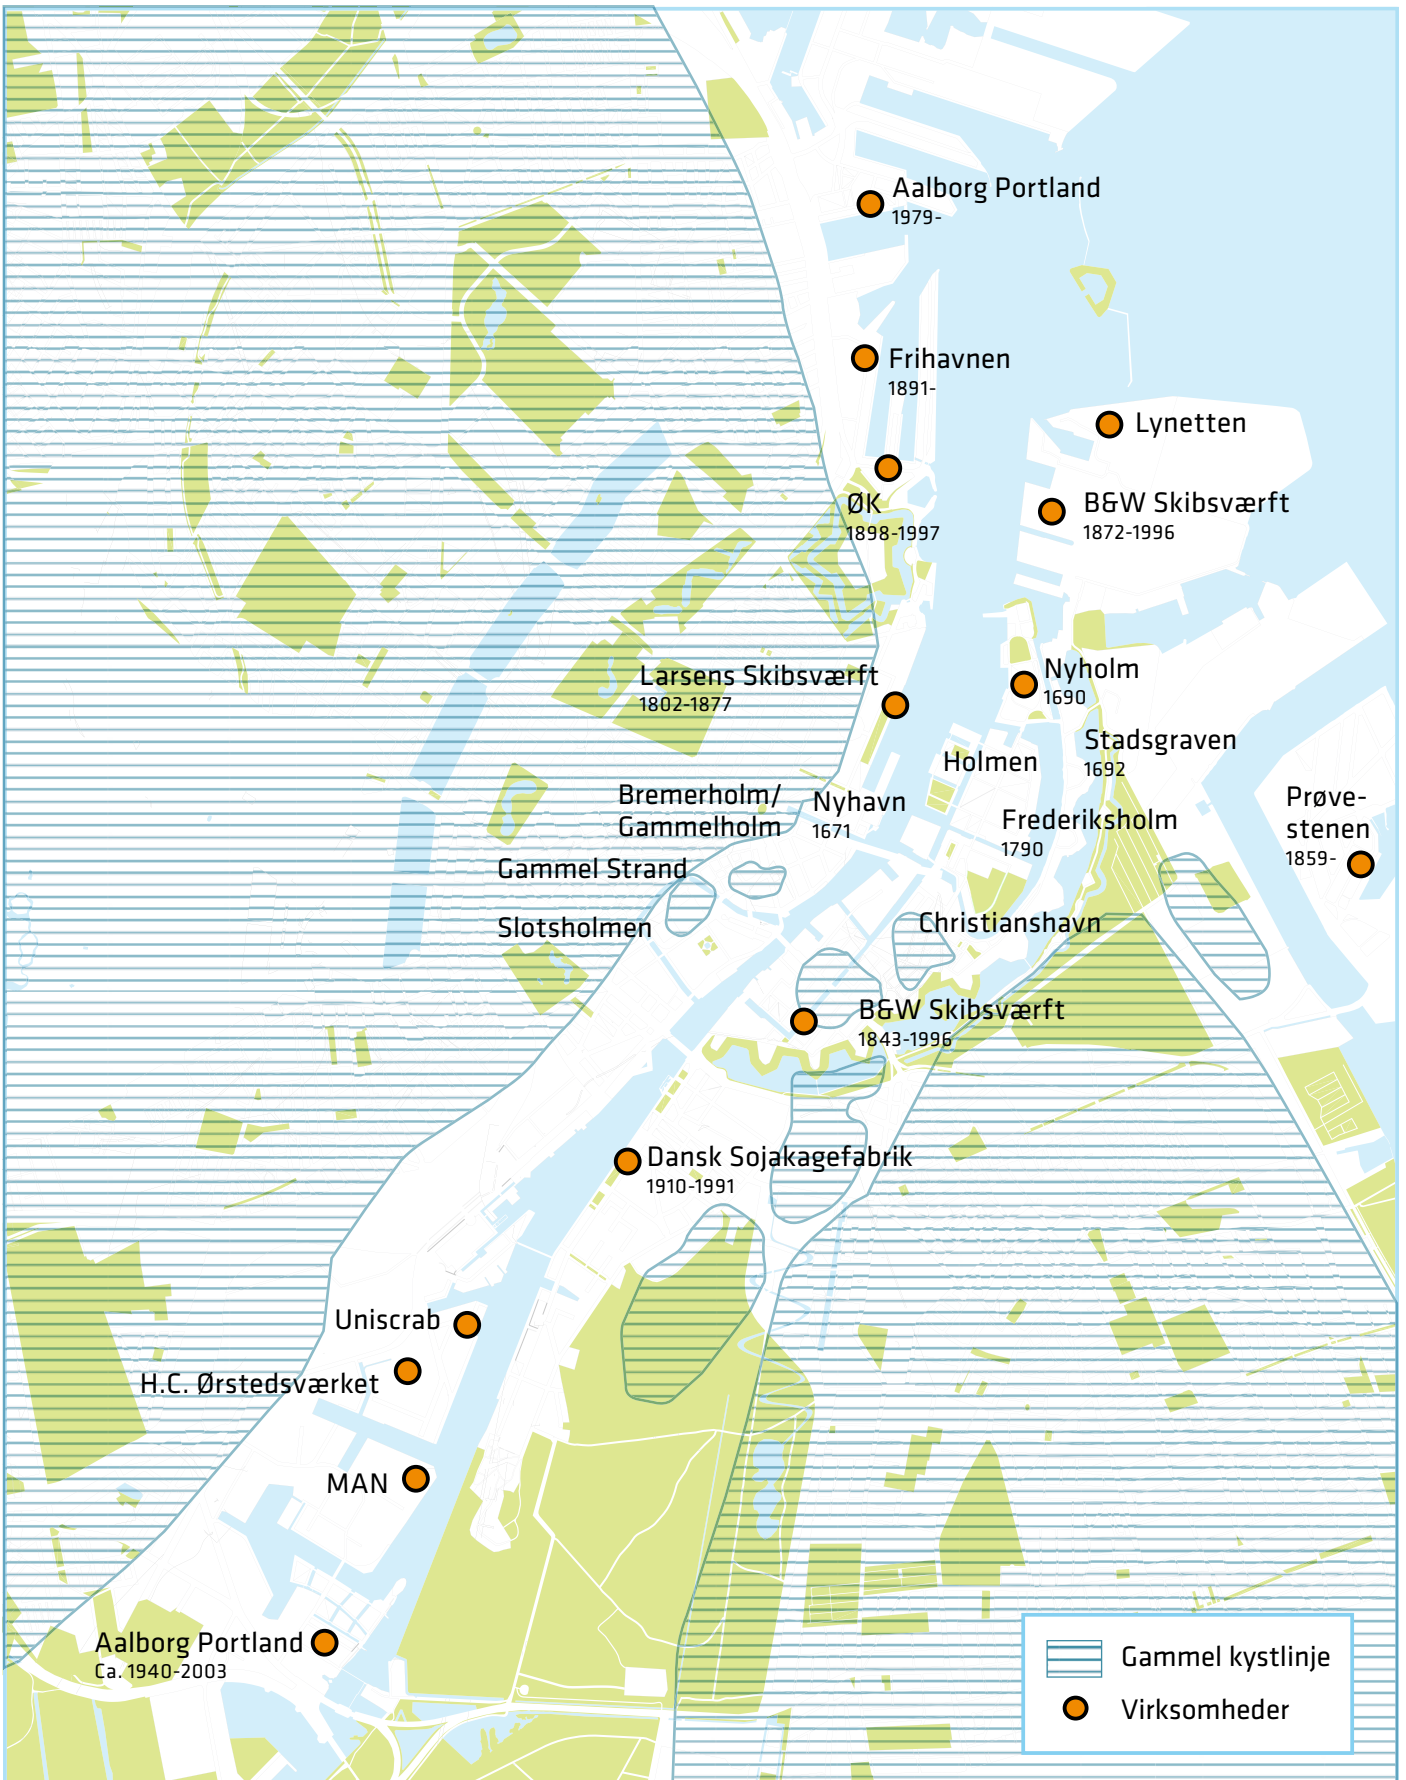 Aalborg Portland
1979-
Frihavnen
1891-
Lynetten
ØK
1898-1997
B&W Skibsværft
1872-1996
Larsens Skibsværft
1802-1877
Nyholm
1690
Stadsgraven
1692
Holmen
Bremerholm/
Gammelholm
Nyhavn
1671
Frederiksholm
1790
Prøve-
stenen
1859-
Gammel Strand
Slotsholmen
Christianshavn
B&W Skibsværft
1843-1996
Dansk Sojakagefabrik
1910-1991
Uniscrab
H.C. Ørstedsværket
MAN
Aalborg Portland
Ca. 1940-2003
Gammel kystlinje
Virksomheder